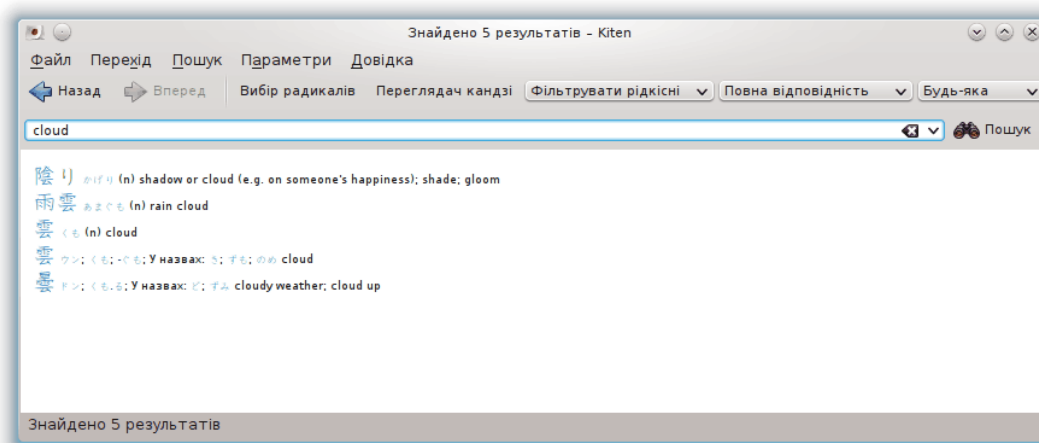 Знайдено 5 результатів – Kiten
Файл Перехід Пошук Параметри Довідка
Назад Вперед Вибір радикалів Переглядач кандзі Фільтрувати рідкісні Повна відповідність Будь-яка
cloud Пошук
陰り かげり (n) shadow or cloud (e.g. on someone's happiness); shade; gloom
雨雲 あまぐも (n) rain cloud
雲 くも (n) cloud
雲 ウン; くも; -ぐも; У назвах: き; ずも; のめ cloud
曇 ドン; くも.る; У назвах: ど; ずみ cloudy weather; cloud up
Знайдено 5 результатів